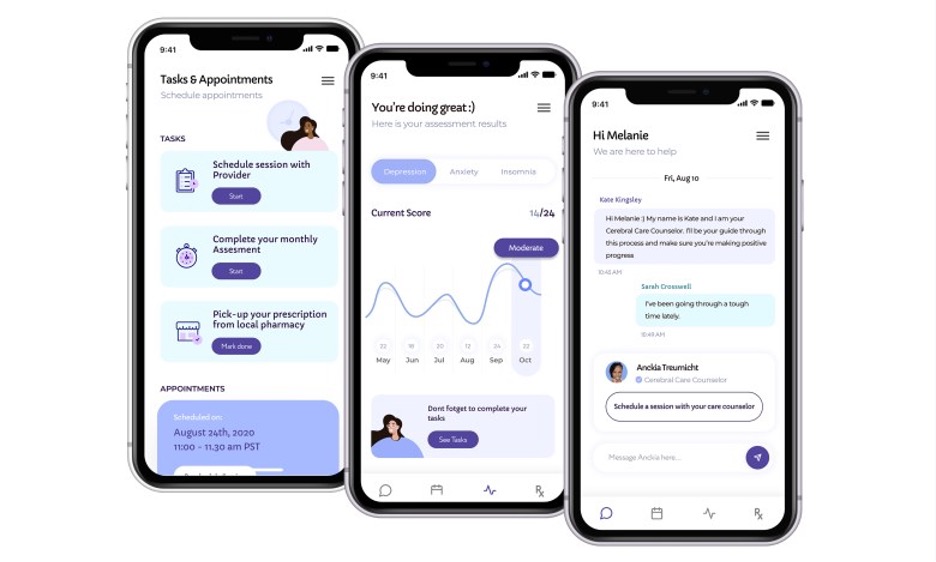 9:41
Tasks & Appointments
Schedule appointments
TASKS
Schedule session with
Provider
Start
Complete your monthly
Assesment
Start
Pick-up your prescription
from local pharmacy
Mark done
APPOINTMENTS
Scheduled on:
August 24th, 2020
11:00 - 11.30 am PST
9:41
You're doing great :)
Here is your assessment results
Depression Anxiety Insomnia
Current Score 14/24
Moderate
22 18 20 12 24 22
May Jun Jul Aug Sep Oct
Dont fotget to complete your
tasks
See Tasks
9:41
Hi Melanie
We are here to help
Fri, Aug 10
Kate Kingsley
Hi Melanie :) My name is Kate and I am your
Cerebral Care Counselor. I'll be your guide through
this process and make sure you're making positive
progress
10:45 AM
Sarah Crosswell
I've been going through a tough
time lately.
10:49 AM
Anckia Treumicht
Cerebral Care Counselor
Schedule a session with your care counselor
Message Anckia here...